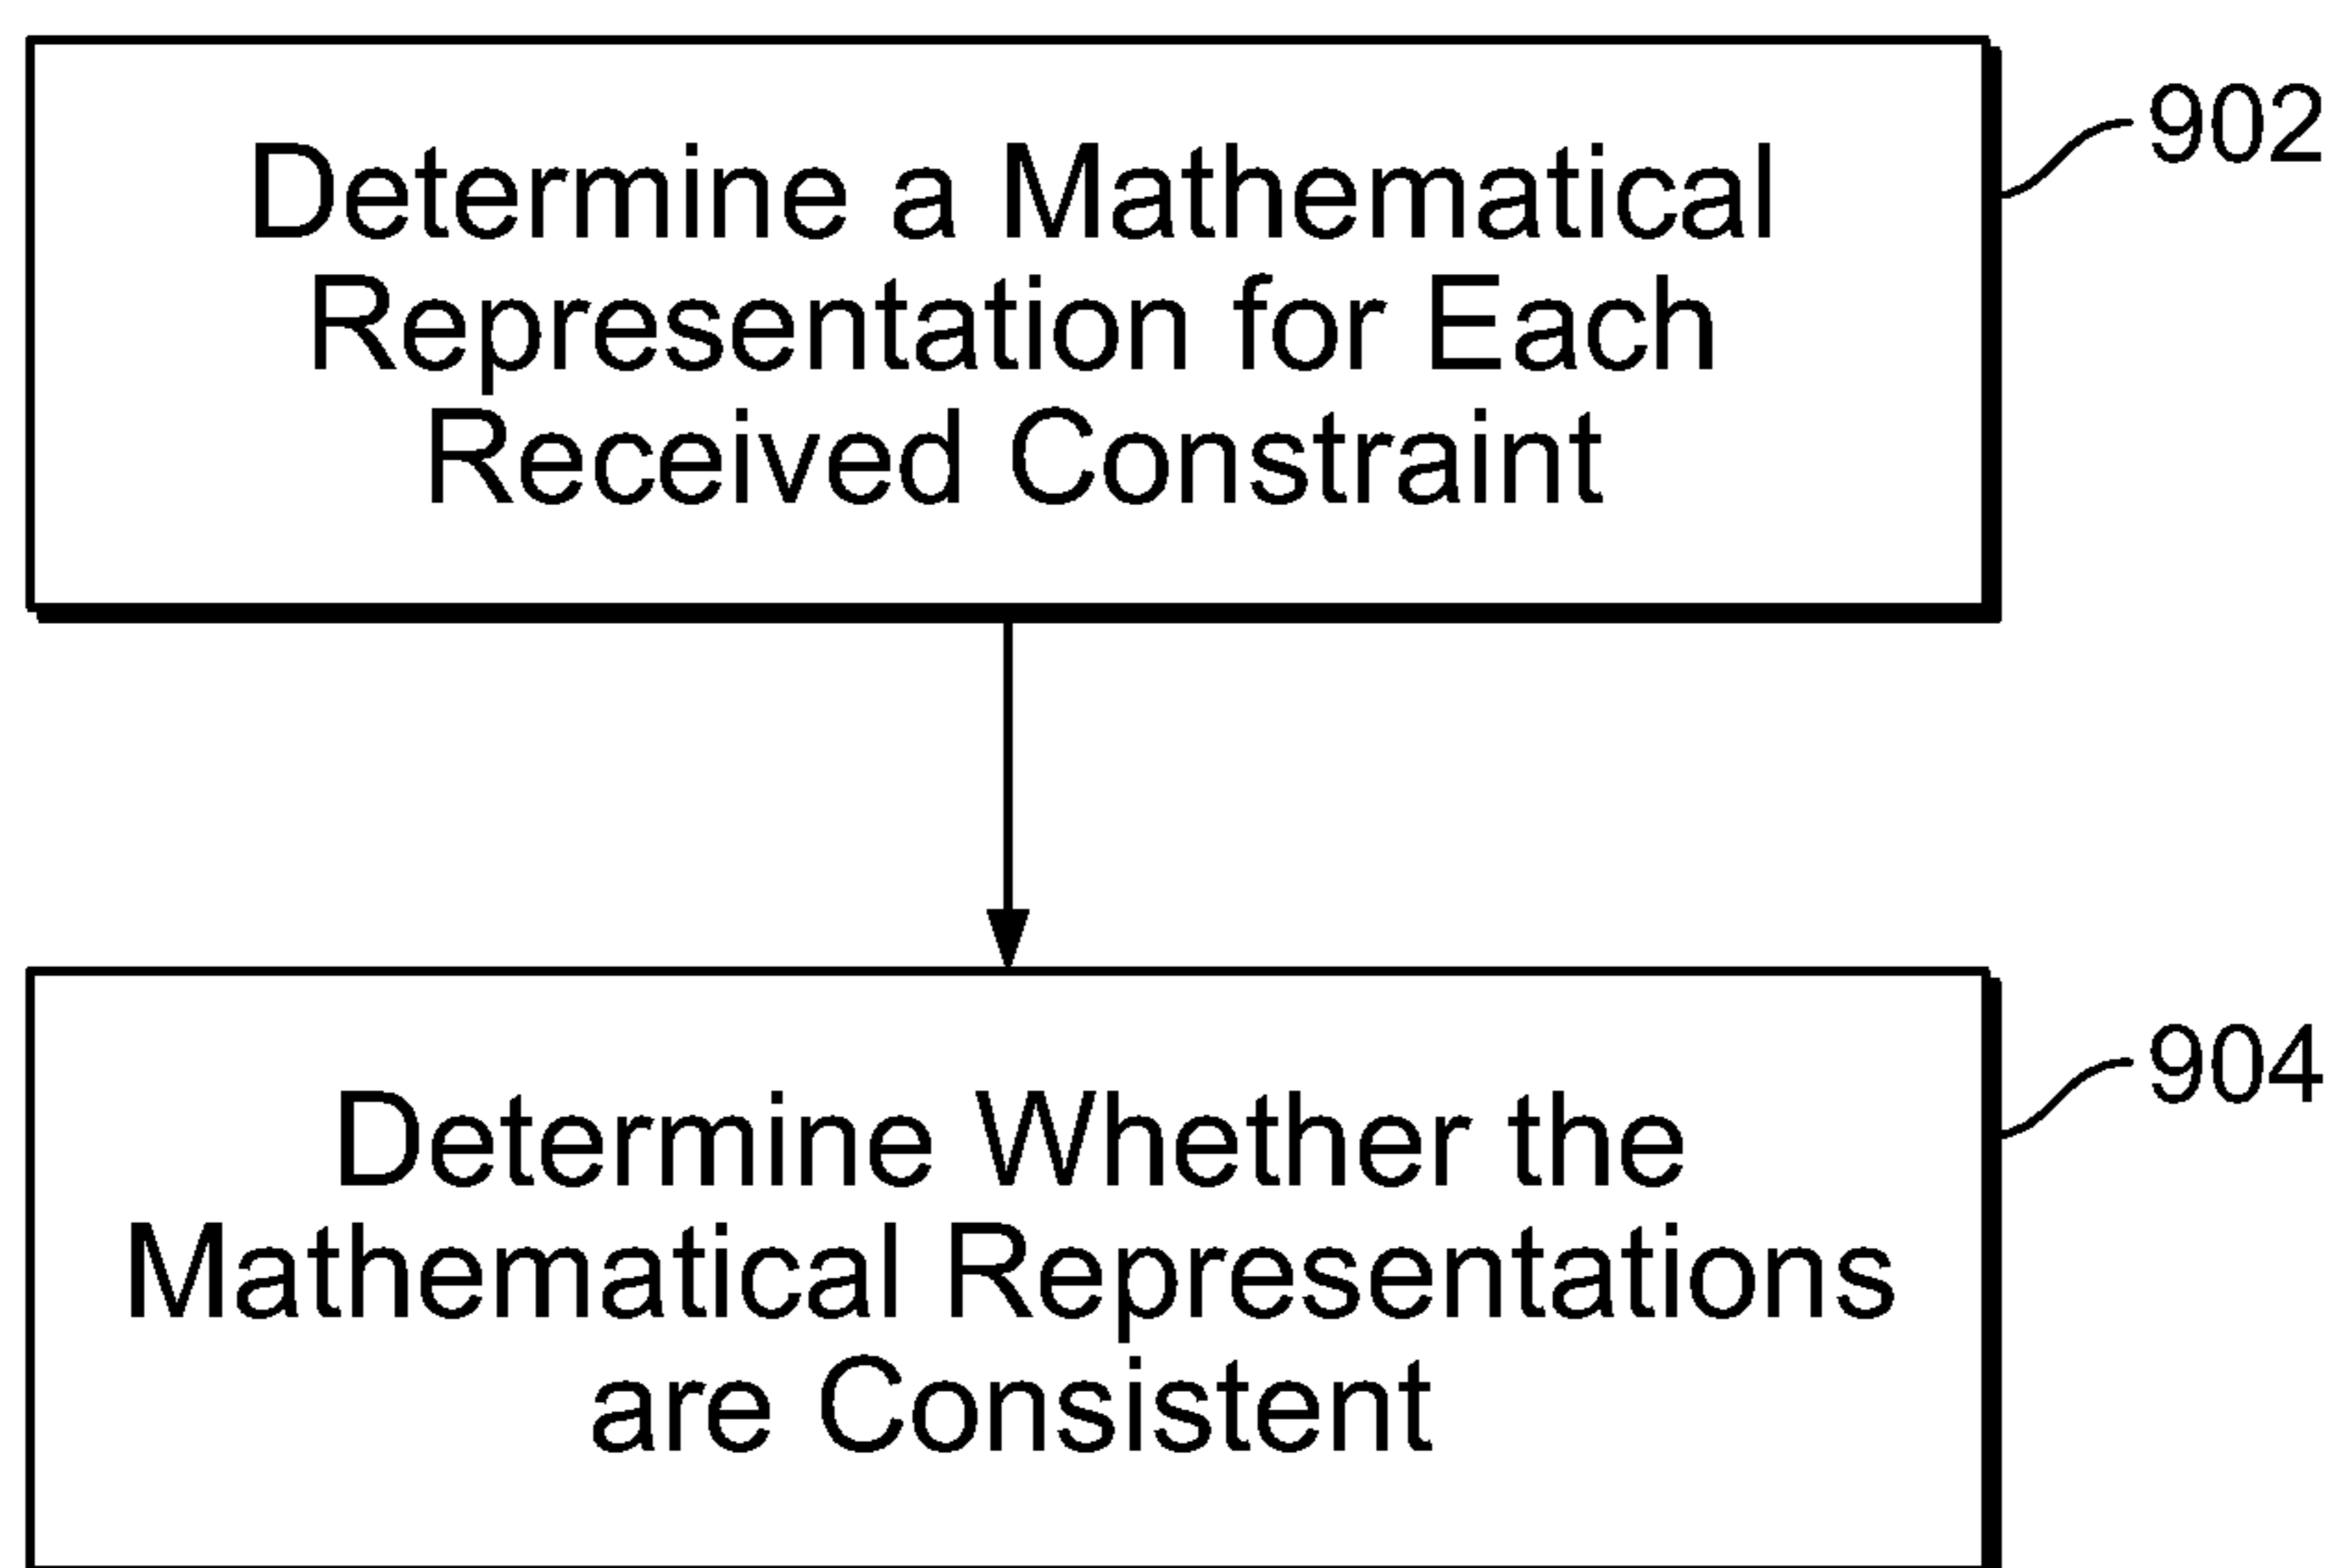 902
Determine a Mathematical
Representation for Each
Received Constraint
904
Determine Whether the
Mathematical Representations
are Consistent